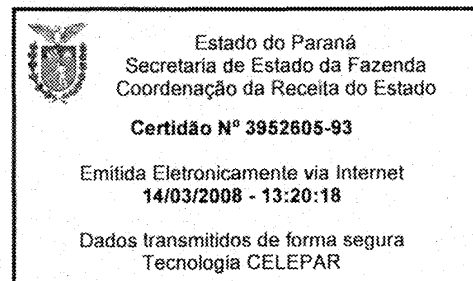 Estado do Paraná
Secretaria de Estado da Fazenda
Coordenação da Receita do Estado
Certidão Nº 3952605-93
Emitida Eletronicamente via Internet
14/03/2008 - 13:20:18
Dados transmitidos de forma segura
Tecnologia CELEPAR